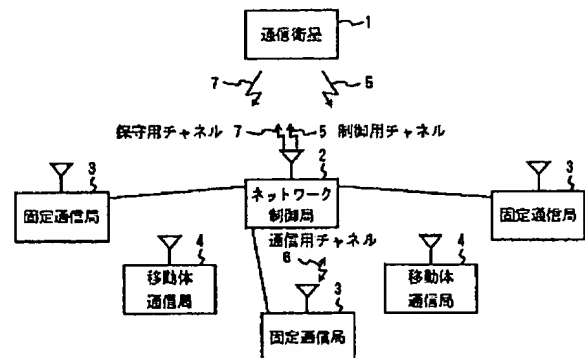 通信衛星
1
7
5
保守用チャネル 7 5 制御用チャネル
2
3
3
固定通信局
ネットワーク
制御局
固定通信局
通信用チャネル
6
4
4
移動体
通信局
移動体
通信局
3
固定通信局